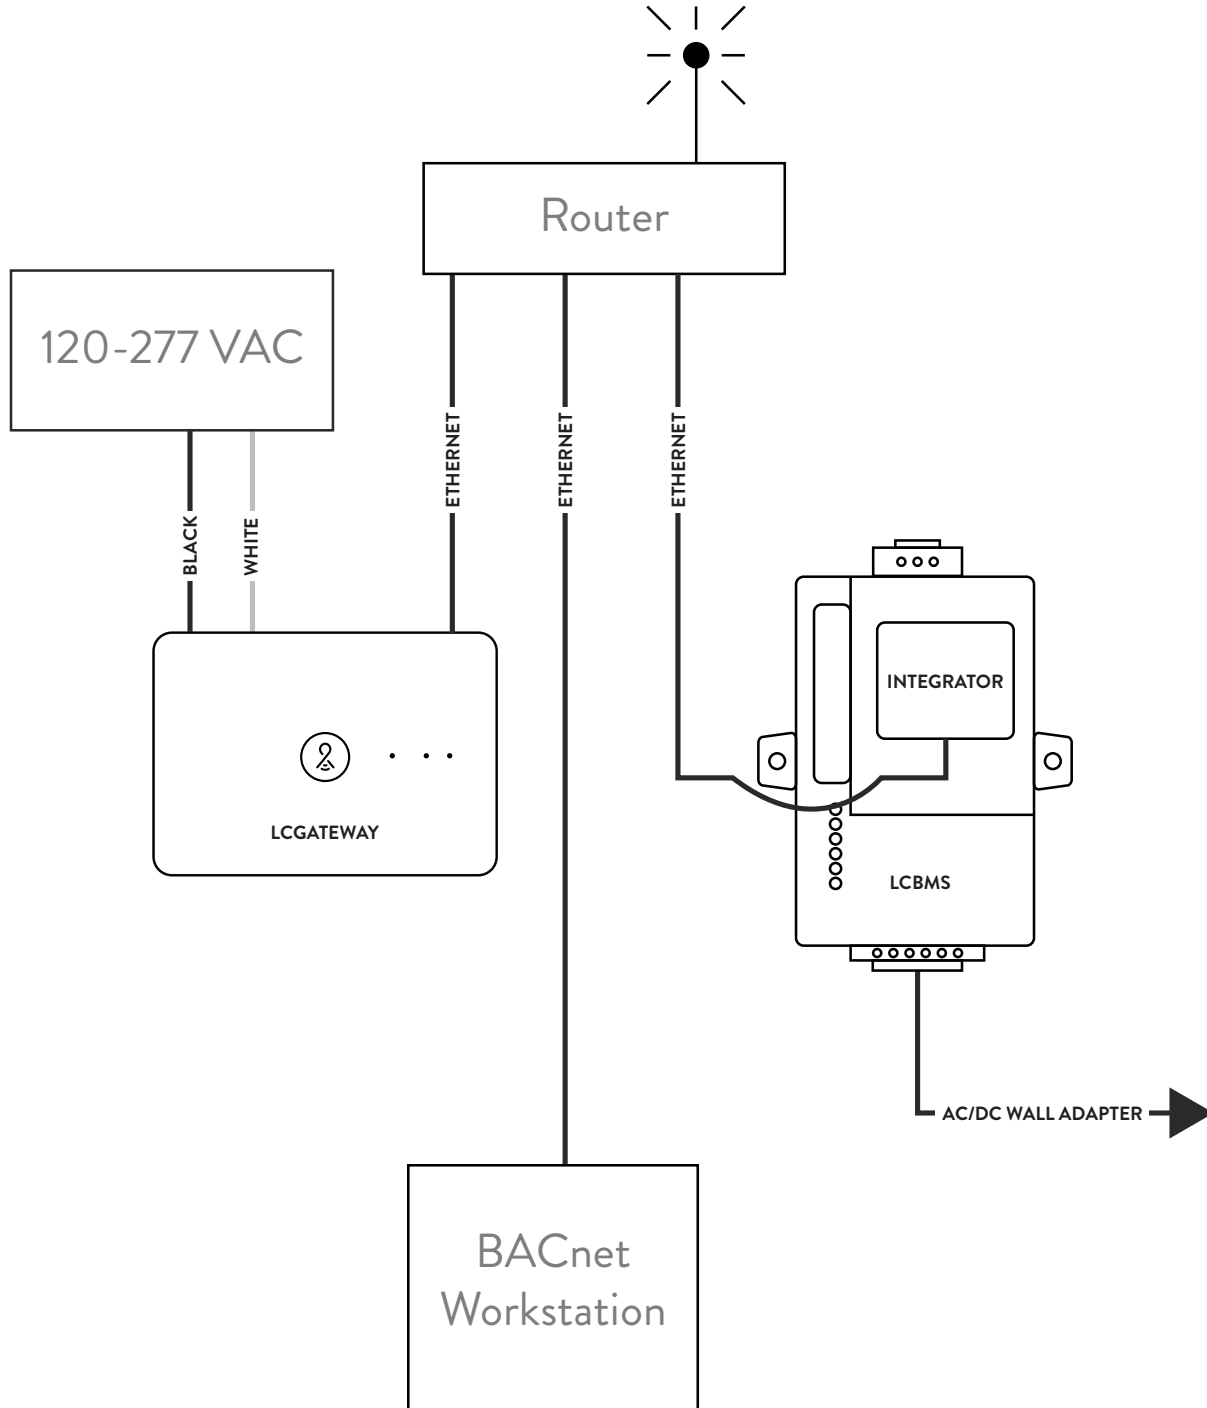 Router
120-277 VAC
ETHERNET
ETHERNET
ETHERNET
BLACK
WHITE
INTEGRATOR
LCGATEWAY
LCBMS
AC/DC WALL ADAPTER
BACnet
Workstation